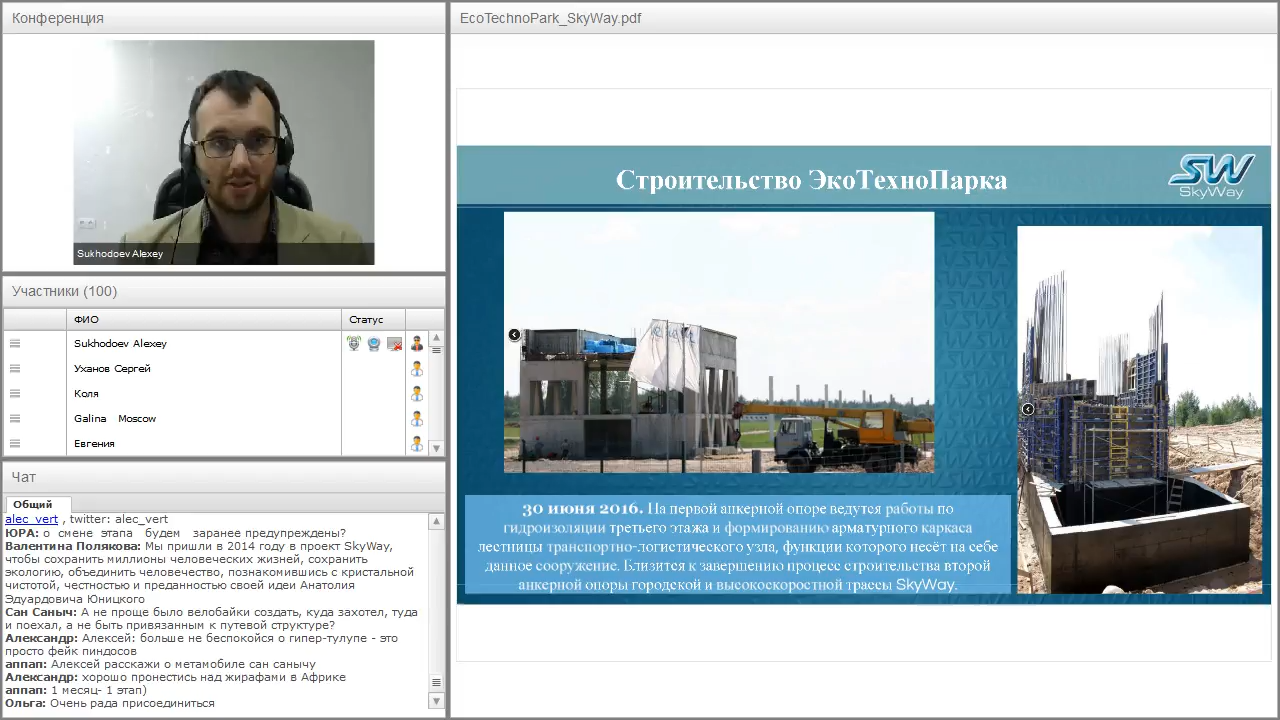 Конференция
Sukhodoev Alexey
Участники (100)
ФИО
Статус
Sukhodoev Alexey
Уханов Сергей
Коля
Galina Moscow
Евгения
Чат
Общий
alec_vert , twitter: alec_vert
ЮРА: о смене этапа будем заранее предупреждены?
Валентина Полякова: Мы пришли в 2014 году в проект SkyWay,
чтобы сохранить миллионы человеческих жизней, сохранить
экологию, объединить человечество, познакомившись с кристальной
чистотой, честностью и преданностью своей идеи Анатолия
Эдуардовича Юницкого
Сан Саныч: А не проще было велобайки создать, куда захотел, туда
и поехал, а не быть привязанным к путевой структуре?
Александр: Алексей: больше не беспокойся о гипер-тулупе - это
просто фейк пиндосов
аппап: Алексей расскажи о метамобиле сан санычу
Александр: хорошо пронестись над жирафами в Африке
аппап: 1 месяц- 1 этап)
Ольга: Очень рада присоединиться
EcoTechnoPark_SkyWay.pdf
Строительство ЭкоТехноПарка
SW
SkyWay
30 июня 2016. На первой анкерной опоре ведутся работы по
гидроизоляции третьего этажа и формированию арматурного каркаса
лестницы транспортно-логистического узла, функции которого несёт на себе
данное сооружение. Близится к завершению процесс строительства второй
анкерной опоры городской и высокоскоростной трассы SkyWay.